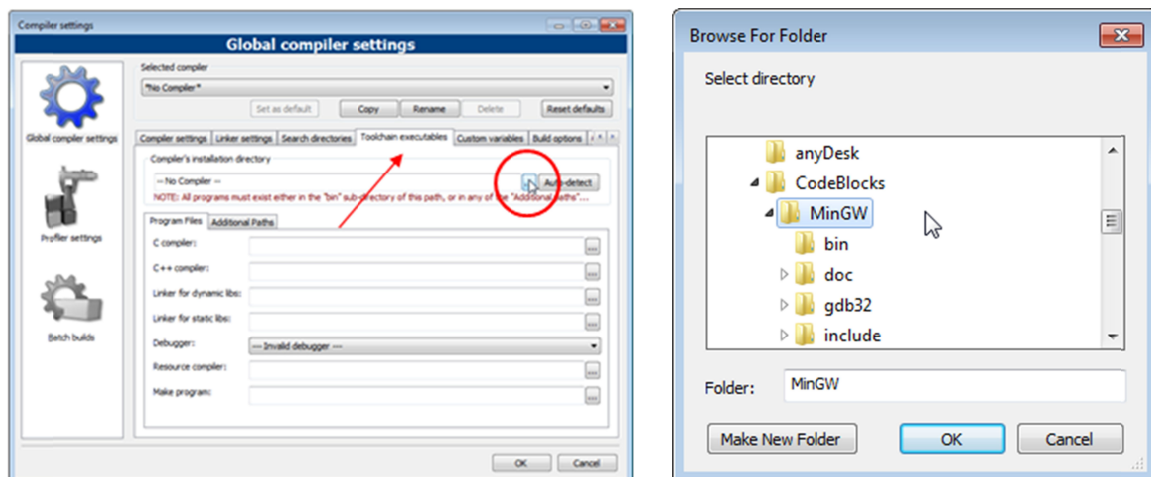 Compiler settings
Global compiler settings
Global compiler settings
Profiler settings
Batch builds
Selected compiler
"No Compiler"
Set as default Copy Rename Delete Reset defaults
Compiler settings Linker settings Search directories Toolchain executables Custom variables Build options
Compiler's installation directory
-- No Compiler --
Auto-detect
NOTE: All programs must exist either in the "bin" sub-directory of this path, or in any of the "Additional paths"...
Program Files Additional Paths
C compiler: ...
C++ compiler: ...
Linker for dynamic libs: ...
Linker for static libs: ...
Debugger: --- Invalid debugger ---
Resource compiler: ...
Make program: ...
OK Cancel
Browse For Folder
Select directory
anyDesk
CodeBlocks
MinGW
bin
doc
gdb32
include
Folder: MinGW
Make New Folder OK Cancel